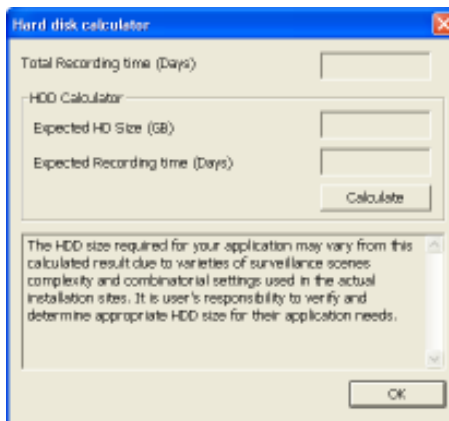 Hard disk calculator
Total Recording time (Days)
HDD Calculator
Expected HD Size (GB)
Expected Recording time (Days)
Calculate
The HDD size required for your application may vary from this
calculated result due to varieties of surveillance scenes
complexity and combinatorial settings used in the actual
installation sites. It is user's responsibility to verify and
determine appropriate HDD size for their application needs.
OK